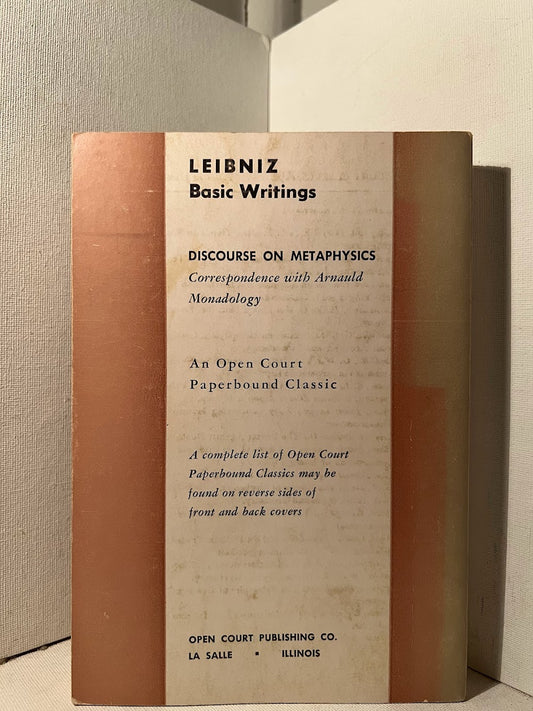 LEIBNIZ
Basic Writings
DISCOURSE ON METAPHYSICS
Correspondence with Arnauld
Monadology
An Open Court
Paperbound Classic
A complete list of Open Court
Paperbound Classics may be
found on reverse sides of
front and back covers
OPEN COURT PUBLISHING CO.
LA SALLE ▪ ILLINOIS